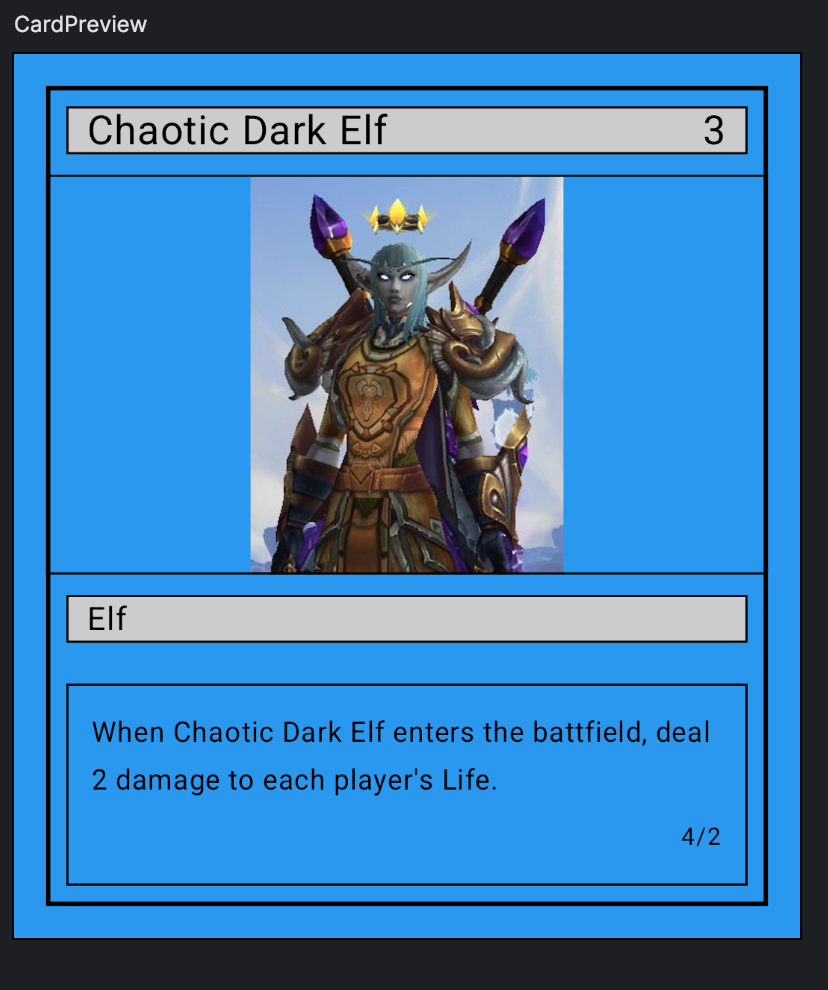 CardPreview
Chaotic Dark Elf 3
Elf
When Chaotic Dark Elf enters the battfield, deal
2 damage to each player's Life.
4/2